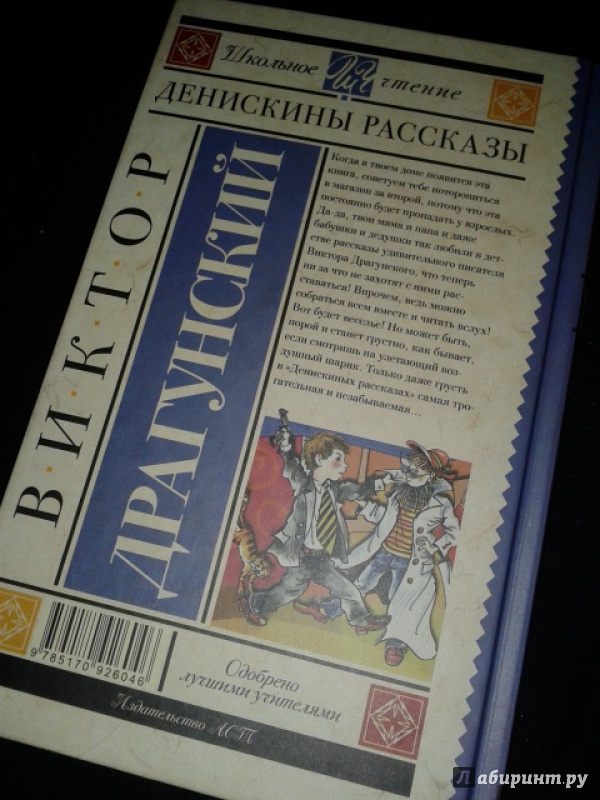 Школьное чтение
ДЕНИСКИНЫ РАССКАЗЫ
ВИКТОР
ДРАГУНСКИЙ
Когда в твоем доме появится эта
книга, советуем тебе поторопиться
в магазин за второй, потому что эта
постоянно будет пропадать у взрослых.
Да-да, твои мама и папа и даже
бабушки и дедушки так любили в дет-
стве рассказы удивительного писателя
Виктора Драгунского, что теперь
ни за что не захотят с ними рас-
ставаться! Впрочем, ведь можно
собраться всем вместе и читать вслух!
Вот будет веселье! Но может быть,
порой и станет грустно, как бывает,
если смотришь на улетающий воз-
душный шарик. Только даже грусть
в «Денискиных рассказах» самая тро-
гательная и незабываемая...
9 785170 926046
Одобрено
лучшими учителями
Издательство АСТ
Лабиринт.ру